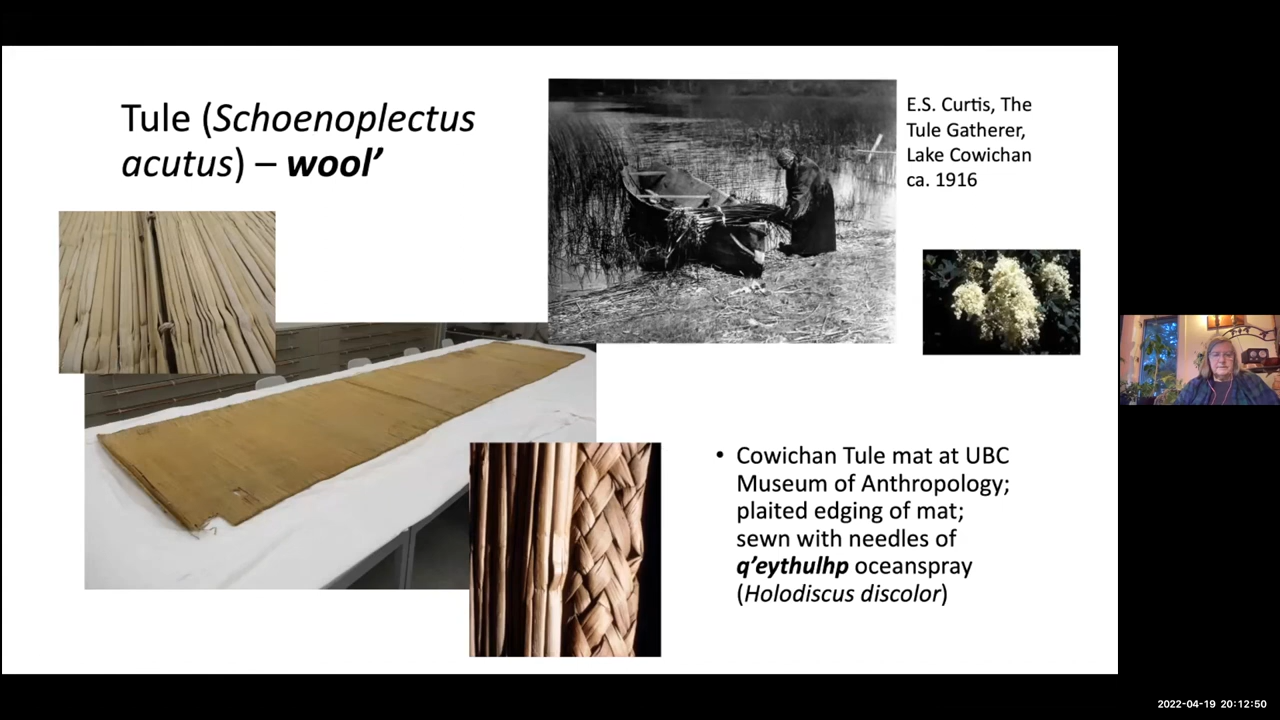 Tule (Schoenoplectus
acutus) – wool’
E.S. Curtis, The
Tule Gatherer,
Lake Cowichan
ca. 1916
• Cowichan Tule mat at UBC
Museum of Anthropology;
plaited edging of mat;
sewn with needles of
q’eythulhp oceanspray
(Holodiscus discolor)
2022-04-19 20:12:50